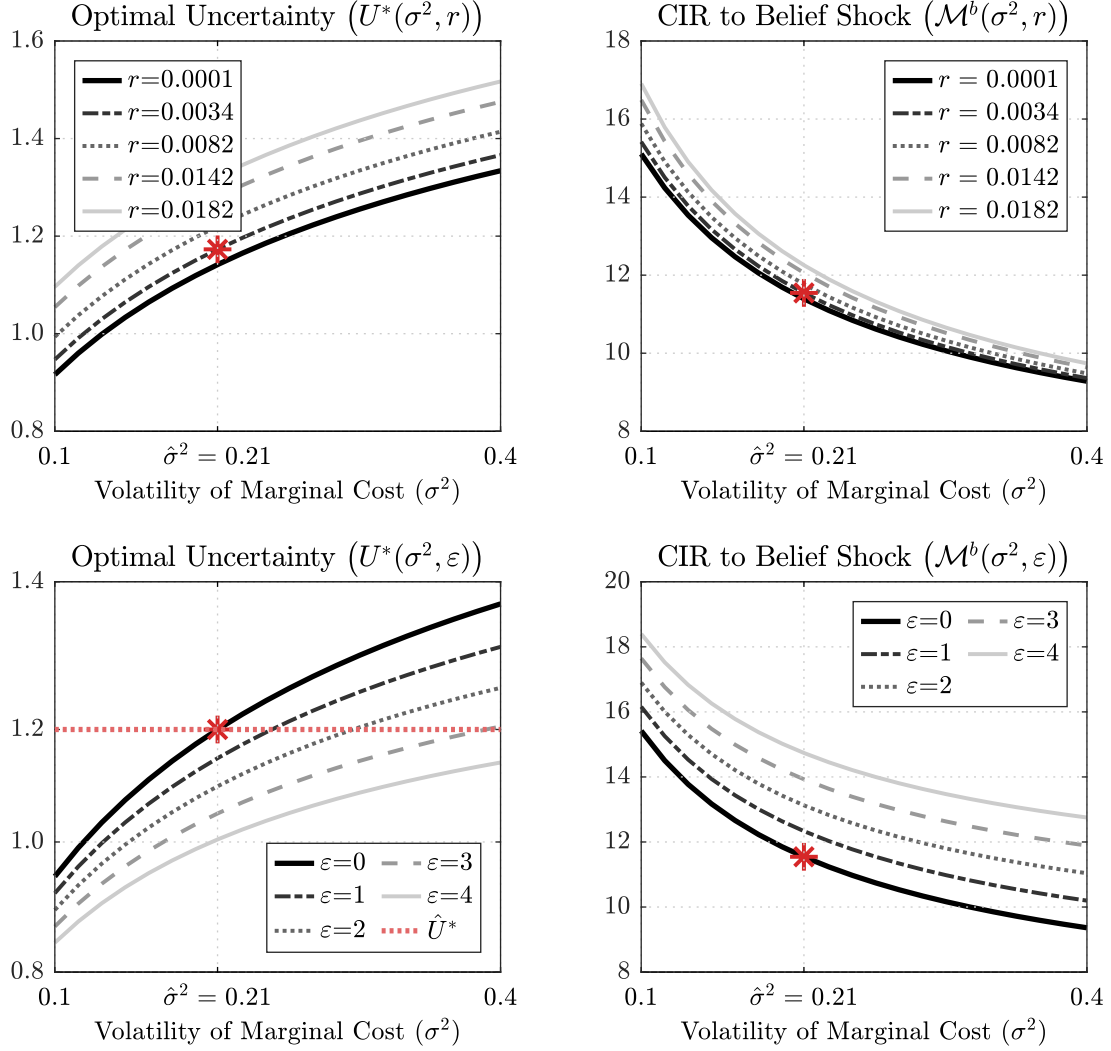 Optimal Uncertainty (U*(σ², r))
1.6
1.4
1.2
1.0
0.8
r=0.0001
r=0.0034
r=0.0082
r=0.0142
r=0.0182
0.1
σ̂² = 0.21
0.4
Volatility of Marginal Cost (σ²)
CIR to Belief Shock (ℳᵇ(σ², r))
18
16
14
12
10
8
r = 0.0001
r = 0.0034
r = 0.0082
r = 0.0142
r = 0.0182
0.1
σ̂² = 0.21
0.4
Volatility of Marginal Cost (σ²)
Optimal Uncertainty (U*(σ², ε))
1.4
1.2
1.0
0.8
ε=0
ε=1
ε=2
ε=3
ε=4
Û*
0.1
σ̂² = 0.21
0.4
Volatility of Marginal Cost (σ²)
CIR to Belief Shock (ℳᵇ(σ², ε))
20
18
16
14
12
10
8
ε=0
ε=1
ε=2
ε=3
ε=4
0.1
σ̂² = 0.21
0.4
Volatility of Marginal Cost (σ²)